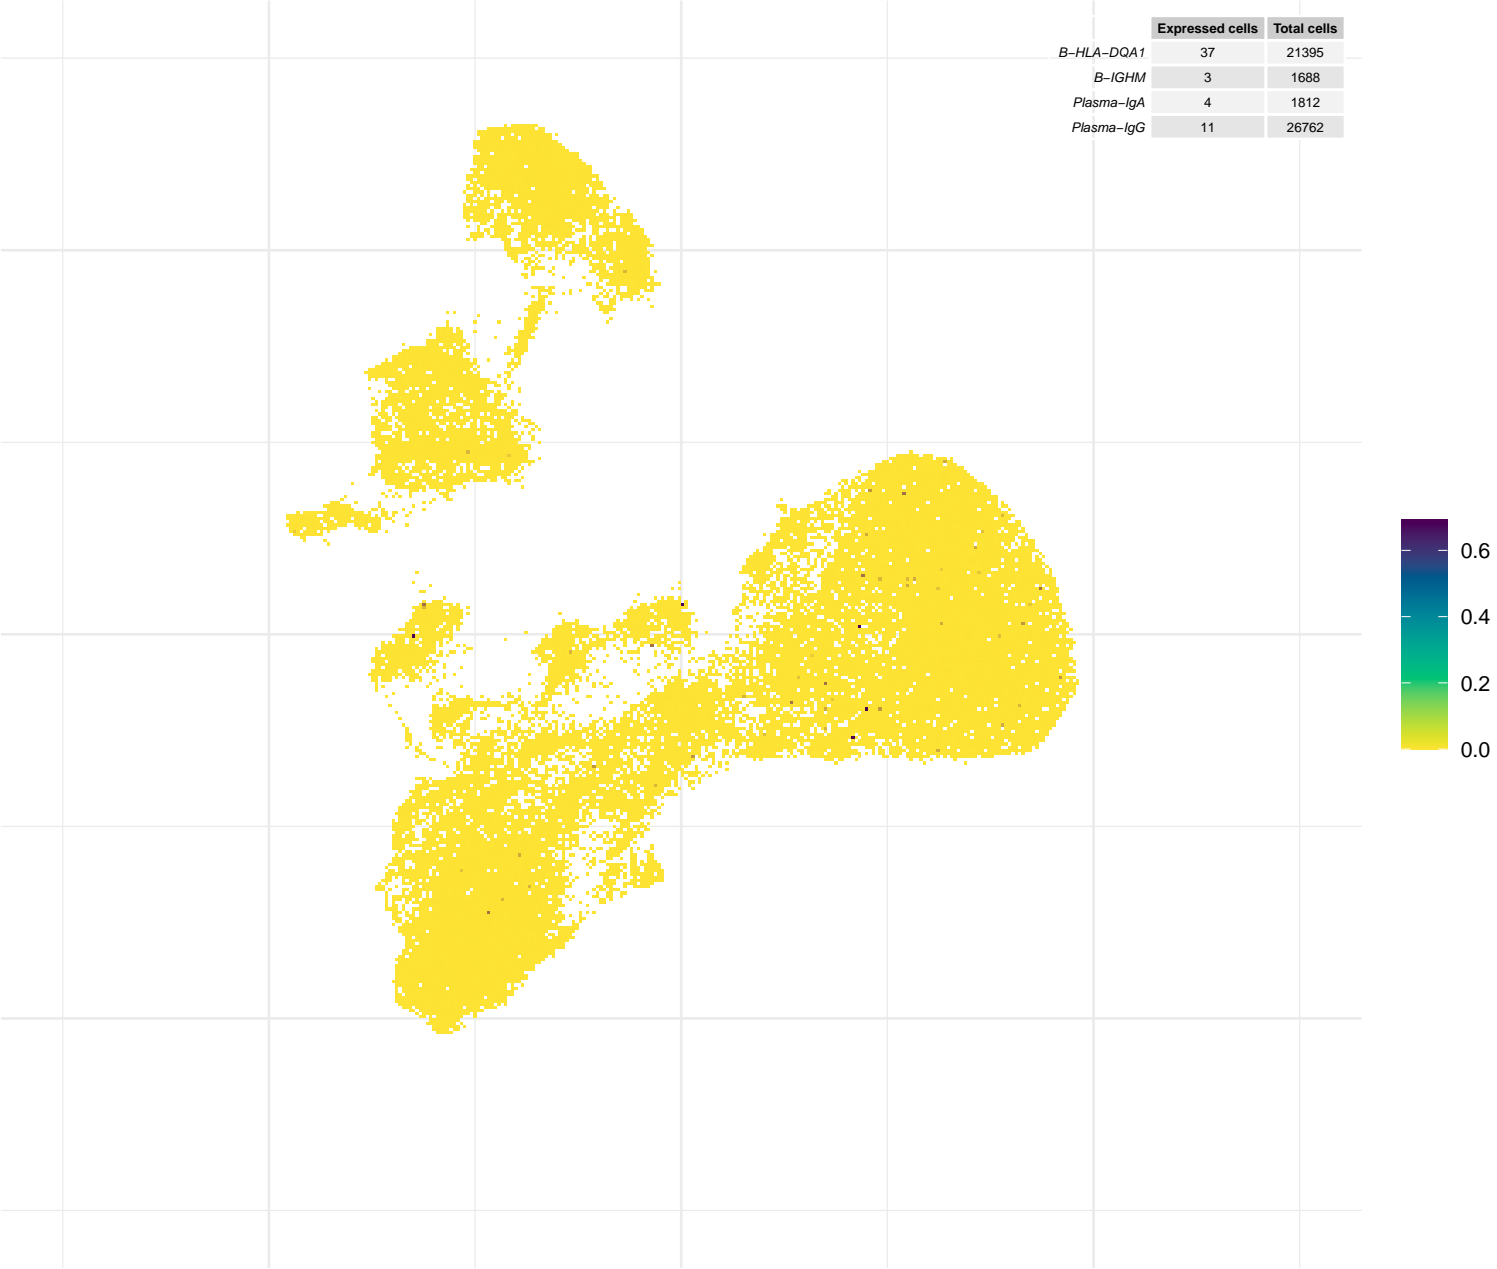 Expressed cells Total cells
B−HLA−DQA1 37 21395
B−IGHM 3 1688
Plasma−IgA 4 1812
Plasma−IgG 11 26762
0.6
0.4
0.2
0.0